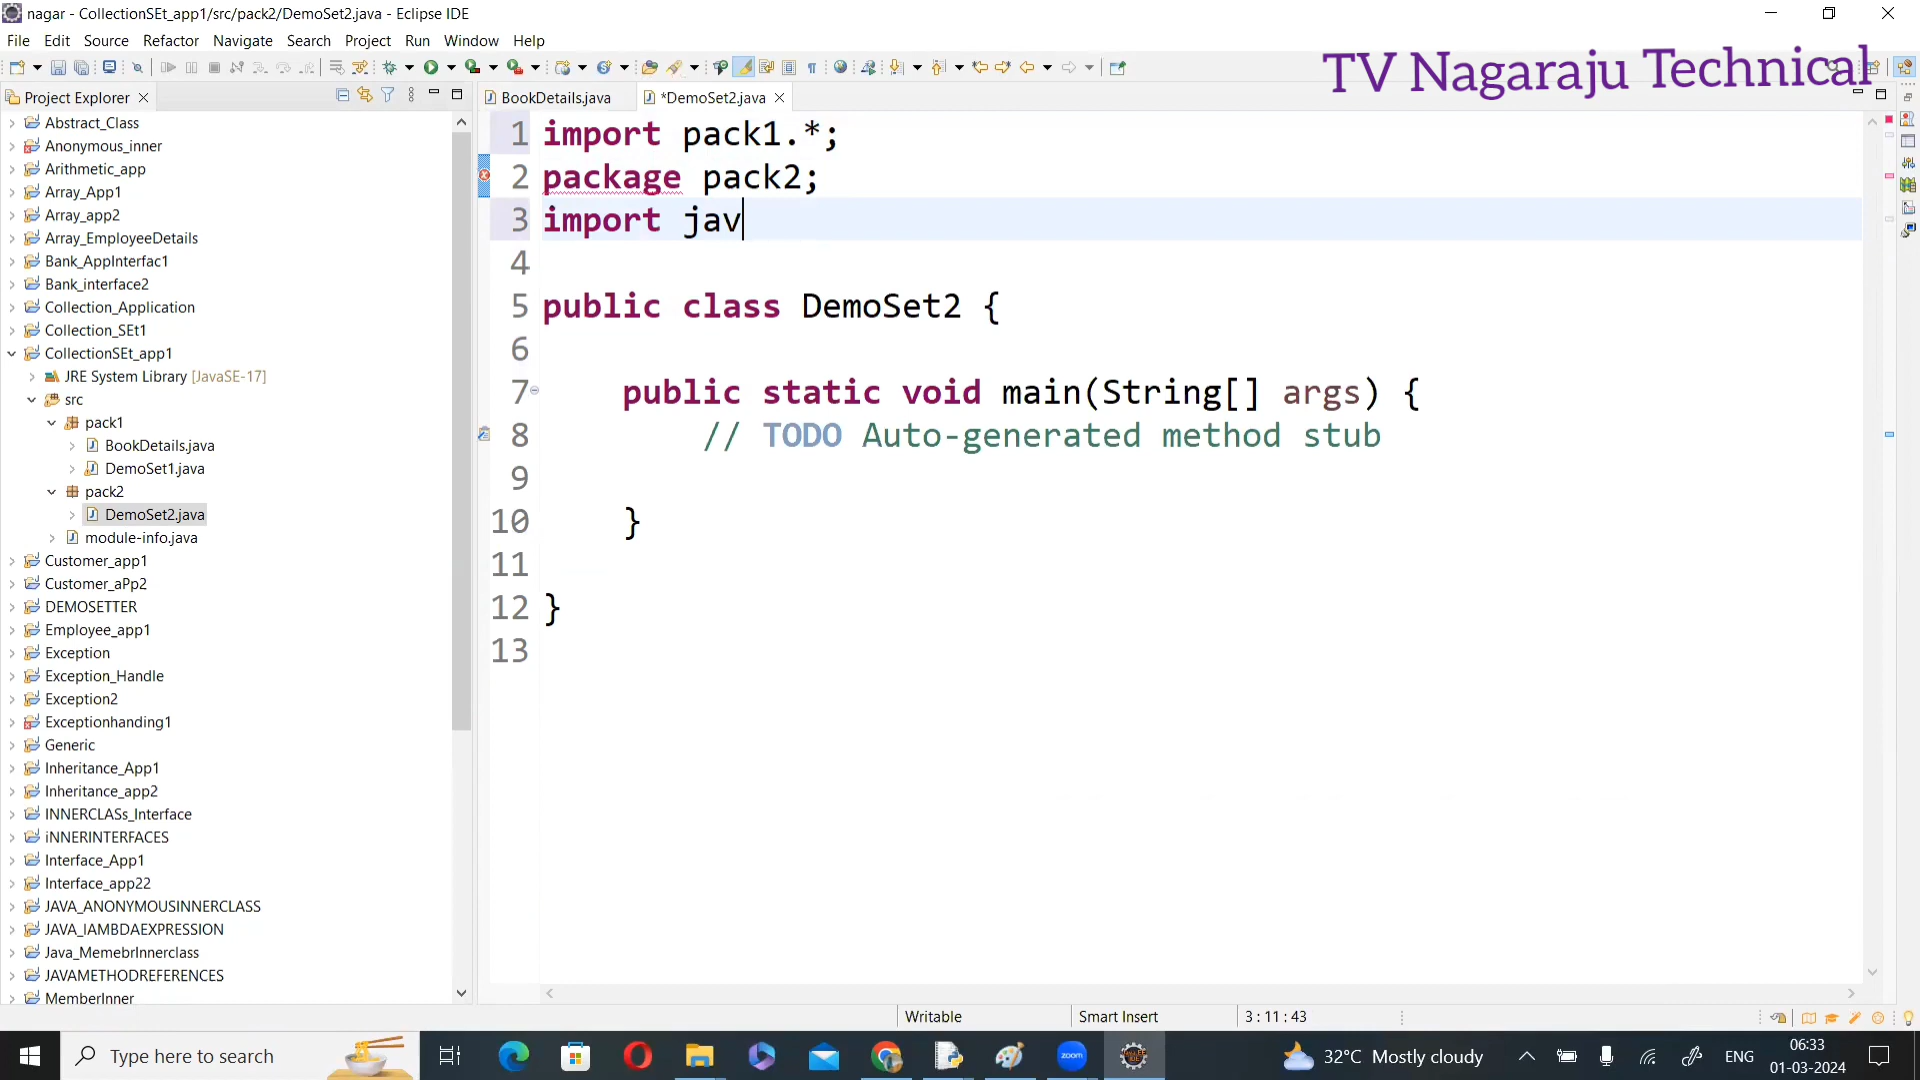 nagar - CollectionSEt_app1/src/pack2/DemoSet2.java - Eclipse IDE
File Edit Source Refactor Navigate Search Project Run Window Help
TV Nagaraju Technical
Project Explorer
BookDetails.java
*DemoSet2.java
Abstract_Class
Anonymous_inner
Arithmetic_app
Array_App1
Array_app2
Array_EmployeeDetails
Bank_AppInterfac1
Bank_interface2
Collection_Application
Collection_SEt1
CollectionSEt_app1
JRE System Library [JavaSE-17]
src
pack1
BookDetails.java
DemoSet1.java
pack2
DemoSet2.java
module-info.java
Customer_app1
Customer_aPp2
DEMOSETTER
Employee_app1
Exception
Exception_Handle
Exception2
Exceptionhanding1
Generic
Inheritance_App1
Inheritance_app2
INNERCLASs_Interface
iNNERINTERFACES
Interface_App1
Interface_app22
JAVA_ANONYMOUSINNERCLASS
JAVA_lAMBDAEXPRESSION
Java_MemebrInnerclass
JAVAMETHODREFERENCES
MemberInner
1 import pack1.*;
2 package pack2;
3 import jav
4
5 public class DemoSet2 {
6
7 public static void main(String[] args) {
8 // TODO Auto-generated method stub
9
10 }
11
12 }
13
Writable
Smart Insert
3 : 11 : 43
Type here to search
zoom
32°C Mostly cloudy
ENG
06:33
01-03-2024